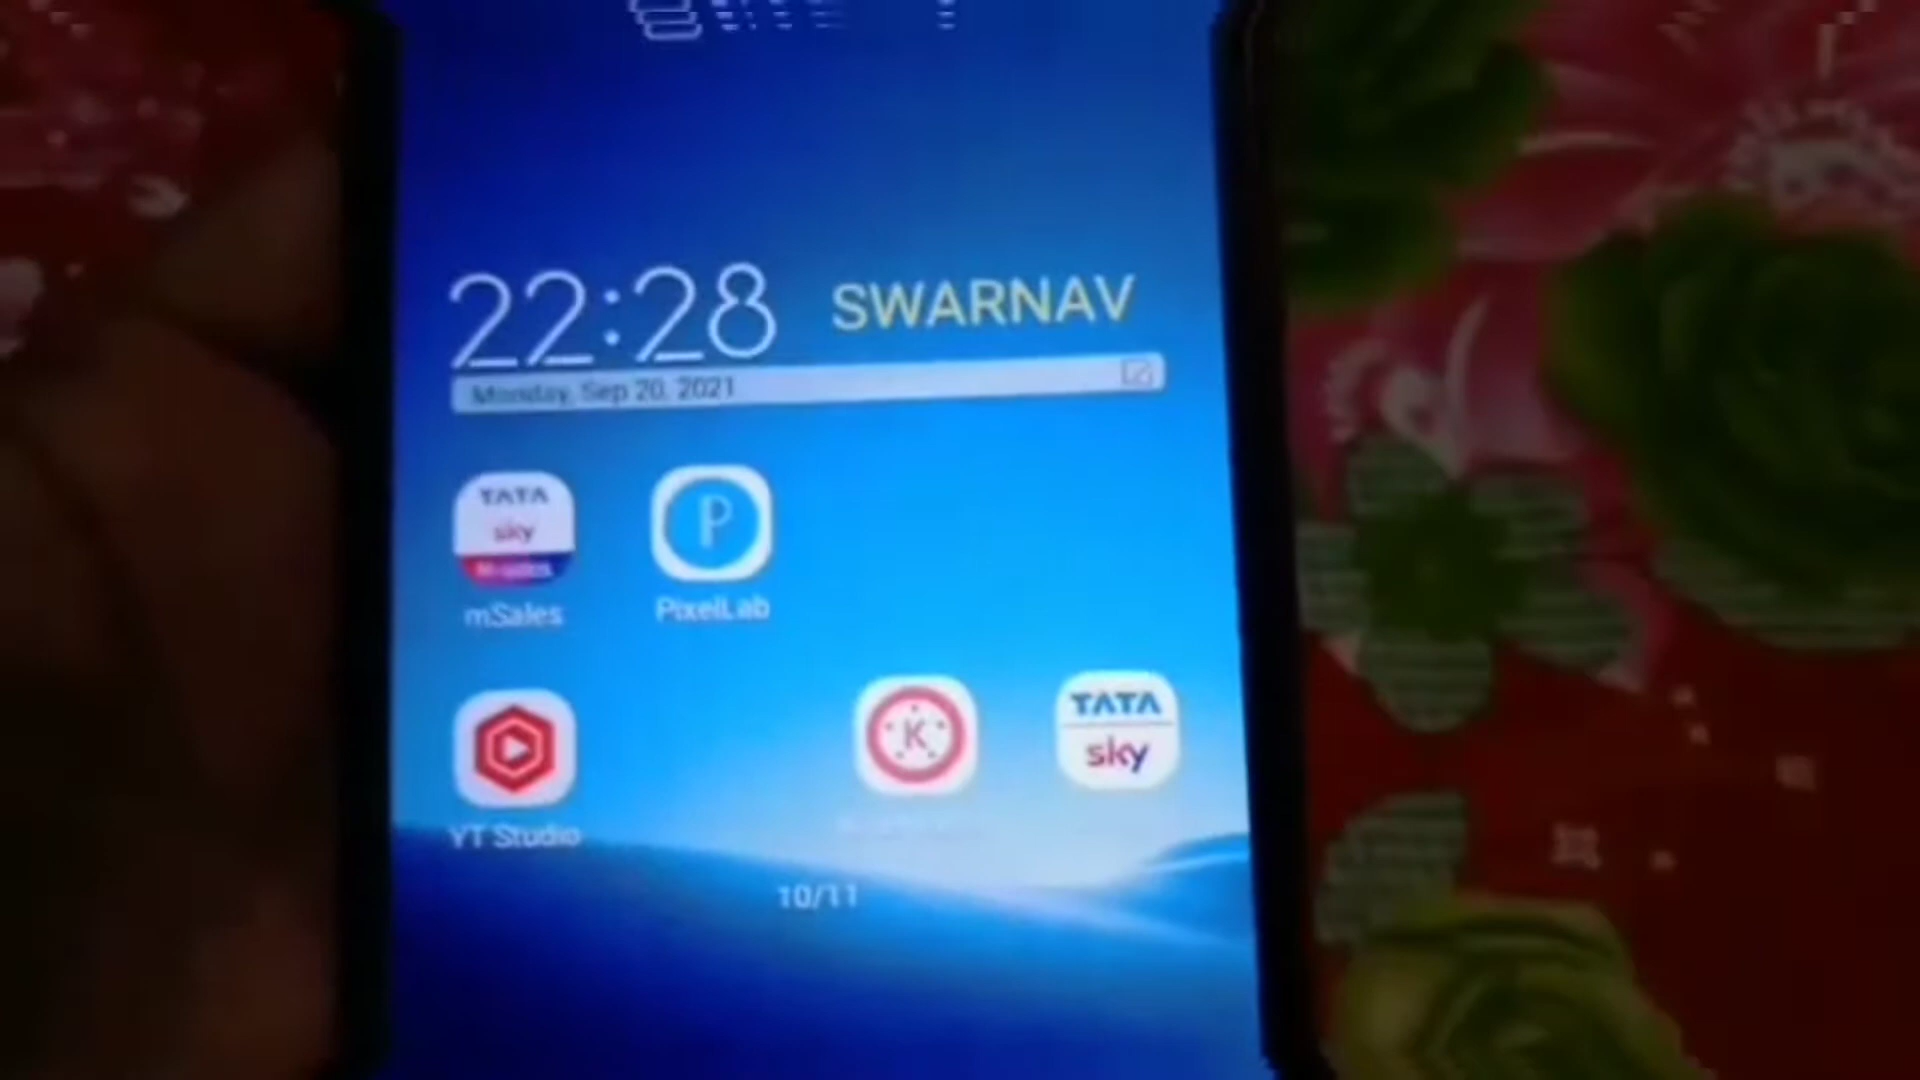 22:28 SWARNAV
Monday, Sep 20, 2021
TATA
sky
P
mSales
PixelLab
K
TATA
sky
YT Studio
10/11